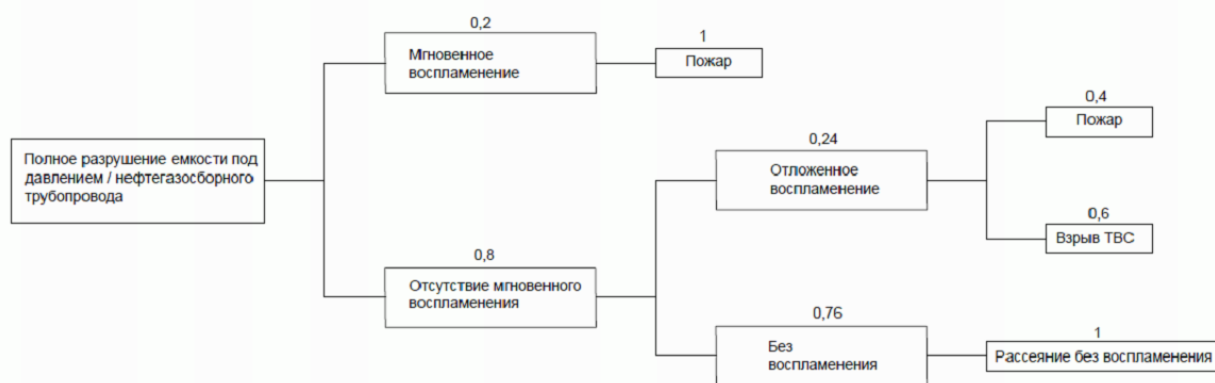 0,2
Мгновенное
воспламенение
1
Пожар
Полное разрушение емкости под
давлением / нефтегазосборного
трубопровода
0,8
Отсутствие мгновенного
воспламенения
0,24
Отложенное
воспламенение
0,4
Пожар
0,6
Взрыв ТВС
0,76
Без
воспламенения
1
Рассеяние без воспламенения